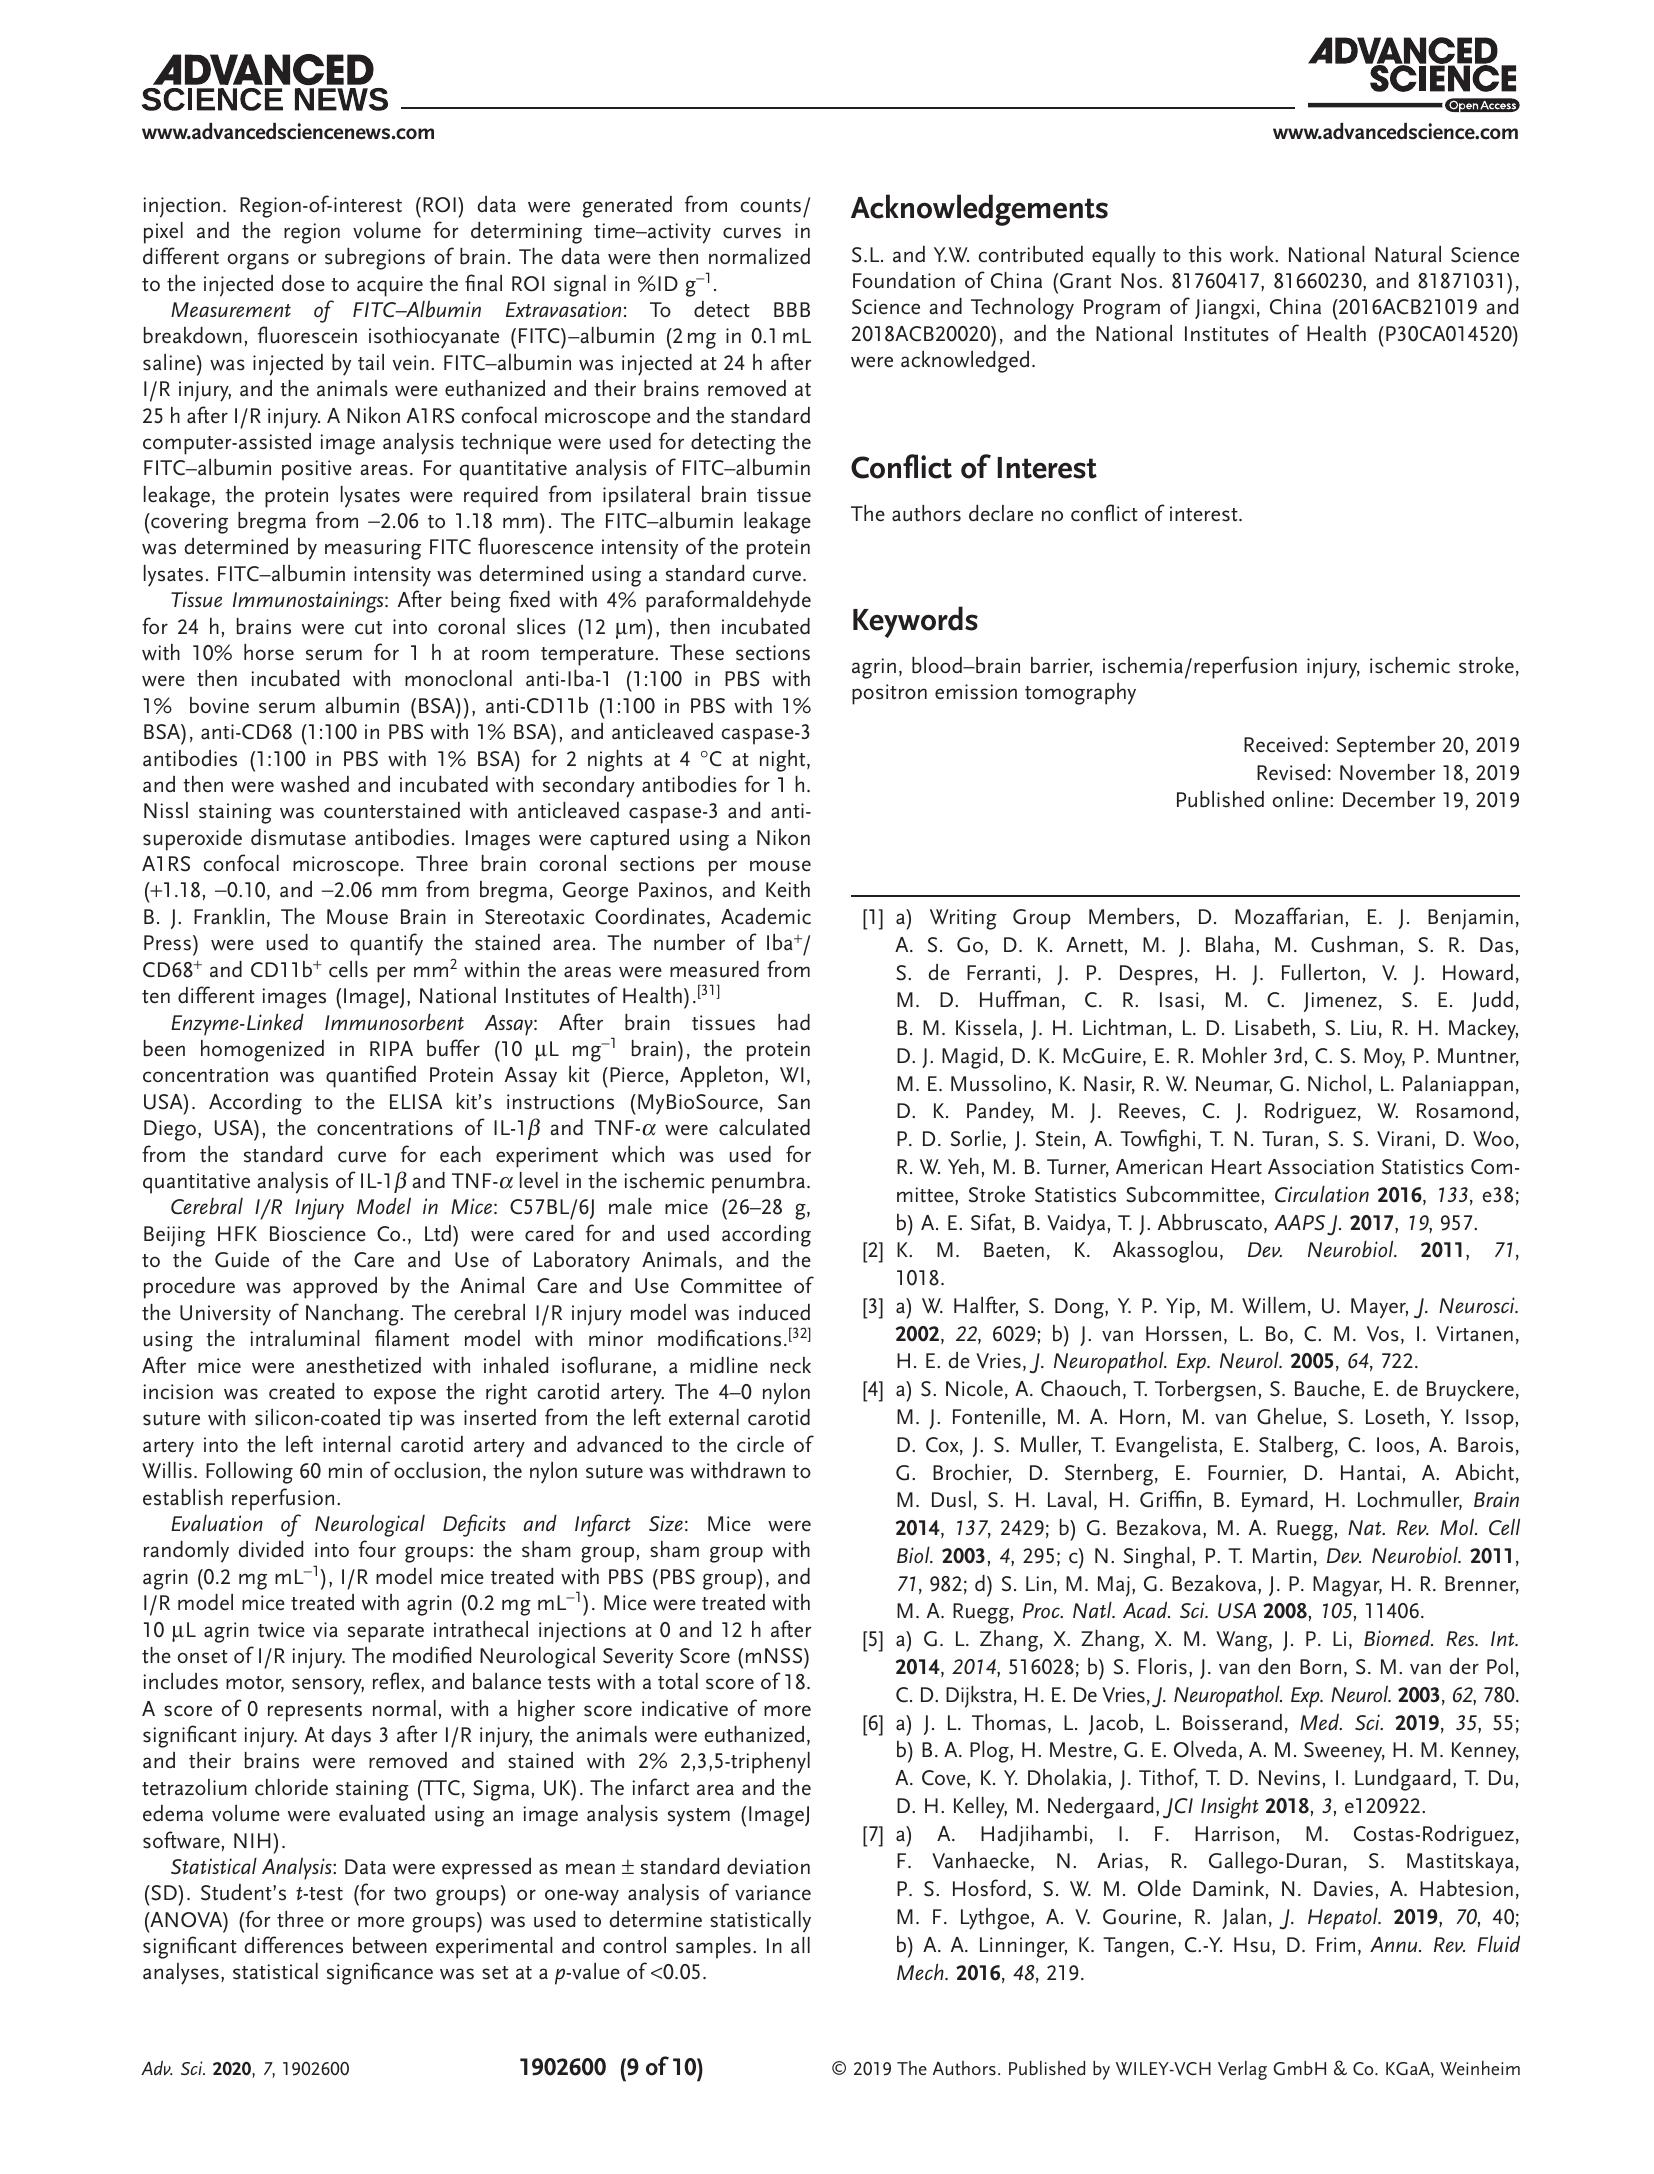 ADVANCED
SCIENCE NEWS
www.advancedsciencenews.com
ADVANCED
SCIENCE
Open Access
www.advancedscience.com
injection. Region-of-interest (ROI) data were generated from counts/
pixel and the region volume for determining time–activity curves in
different organs or subregions of brain. The data were then normalized
to the injected dose to acquire the final ROI signal in %ID g⁻¹.
Measurement of FITC–Albumin Extravasation: To detect BBB
breakdown, fluorescein isothiocyanate (FITC)–albumin (2 mg in 0.1 mL
saline) was injected by tail vein. FITC–albumin was injected at 24 h after
I/R injury, and the animals were euthanized and their brains removed at
25 h after I/R injury. A Nikon A1RS confocal microscope and the standard
computer-assisted image analysis technique were used for detecting the
FITC–albumin positive areas. For quantitative analysis of FITC–albumin
leakage, the protein lysates were required from ipsilateral brain tissue
(covering bregma from −2.06 to 1.18 mm). The FITC–albumin leakage
was determined by measuring FITC fluorescence intensity of the protein
lysates. FITC–albumin intensity was determined using a standard curve.
Tissue Immunostainings: After being fixed with 4% paraformaldehyde
for 24 h, brains were cut into coronal slices (12 µm), then incubated
with 10% horse serum for 1 h at room temperature. These sections
were then incubated with monoclonal anti-Iba-1 (1:100 in PBS with
1% bovine serum albumin (BSA)), anti-CD11b (1:100 in PBS with 1%
BSA), anti-CD68 (1:100 in PBS with 1% BSA), and anticleaved caspase-3
antibodies (1:100 in PBS with 1% BSA) for 2 nights at 4 °C at night,
and then were washed and incubated with secondary antibodies for 1 h.
Nissl staining was counterstained with anticleaved caspase-3 and anti-
superoxide dismutase antibodies. Images were captured using a Nikon
A1RS confocal microscope. Three brain coronal sections per mouse
(+1.18, −0.10, and −2.06 mm from bregma, George Paxinos, and Keith
B. J. Franklin, The Mouse Brain in Stereotaxic Coordinates, Academic
Press) were used to quantify the stained area. The number of Iba⁺/
CD68⁺ and CD11b⁺ cells per mm² within the areas were measured from
ten different images (ImageJ, National Institutes of Health).[31]
Enzyme-Linked Immunosorbent Assay: After brain tissues had
been homogenized in RIPA buffer (10 µL mg⁻¹ brain), the protein
concentration was quantified Protein Assay kit (Pierce, Appleton, WI,
USA). According to the ELISA kit's instructions (MyBioSource, San
Diego, USA), the concentrations of IL-1β and TNF-α were calculated
from the standard curve for each experiment which was used for
quantitative analysis of IL-1β and TNF-α level in the ischemic penumbra.
Cerebral I/R Injury Model in Mice: C57BL/6J male mice (26–28 g,
Beijing HFK Bioscience Co., Ltd) were cared for and used according
to the Guide of the Care and Use of Laboratory Animals, and the
procedure was approved by the Animal Care and Use Committee of
the University of Nanchang. The cerebral I/R injury model was induced
using the intraluminal filament model with minor modifications.[32]
After mice were anesthetized with inhaled isoflurane, a midline neck
incision was created to expose the right carotid artery. The 4–0 nylon
suture with silicon-coated tip was inserted from the left external carotid
artery into the left internal carotid artery and advanced to the circle of
Willis. Following 60 min of occlusion, the nylon suture was withdrawn to
establish reperfusion.
Evaluation of Neurological Deficits and Infarct Size: Mice were
randomly divided into four groups: the sham group, sham group with
agrin (0.2 mg mL⁻¹), I/R model mice treated with PBS (PBS group), and
I/R model mice treated with agrin (0.2 mg mL⁻¹). Mice were treated with
10 µL agrin twice via separate intrathecal injections at 0 and 12 h after
the onset of I/R injury. The modified Neurological Severity Score (mNSS)
includes motor, sensory, reflex, and balance tests with a total score of 18.
A score of 0 represents normal, with a higher score indicative of more
significant injury. At days 3 after I/R injury, the animals were euthanized,
and their brains were removed and stained with 2% 2,3,5-triphenyl
tetrazolium chloride staining (TTC, Sigma, UK). The infarct area and the
edema volume were evaluated using an image analysis system (ImageJ
software, NIH).
Statistical Analysis: Data were expressed as mean ± standard deviation
(SD). Student's t-test (for two groups) or one-way analysis of variance
(ANOVA) (for three or more groups) was used to determine statistically
significant differences between experimental and control samples. In all
analyses, statistical significance was set at a p-value of <0.05.
Acknowledgements
S.L. and Y.W. contributed equally to this work. National Natural Science
Foundation of China (Grant Nos. 81760417, 81660230, and 81871031),
Science and Technology Program of Jiangxi, China (2016ACB21019 and
2018ACB20020), and the National Institutes of Health (P30CA014520)
were acknowledged.
Conflict of Interest
The authors declare no conflict of interest.
Keywords
agrin, blood–brain barrier, ischemia/reperfusion injury, ischemic stroke,
positron emission tomography
Received: September 20, 2019
Revised: November 18, 2019
Published online: December 19, 2019
[1] a) Writing Group Members, D. Mozaffarian, E. J. Benjamin,
A. S. Go, D. K. Arnett, M. J. Blaha, M. Cushman, S. R. Das,
S. de Ferranti, J. P. Despres, H. J. Fullerton, V. J. Howard,
M. D. Huffman, C. R. Isasi, M. C. Jimenez, S. E. Judd,
B. M. Kissela, J. H. Lichtman, L. D. Lisabeth, S. Liu, R. H. Mackey,
D. J. Magid, D. K. McGuire, E. R. Mohler 3rd, C. S. Moy, P. Muntner,
M. E. Mussolino, K. Nasir, R. W. Neumar, G. Nichol, L. Palaniappan,
D. K. Pandey, M. J. Reeves, C. J. Rodriguez, W. Rosamond,
P. D. Sorlie, J. Stein, A. Towfighi, T. N. Turan, S. S. Virani, D. Woo,
R. W. Yeh, M. B. Turner, American Heart Association Statistics Com-
mittee, Stroke Statistics Subcommittee, Circulation 2016, 133, e38;
b) A. E. Sifat, B. Vaidya, T. J. Abbruscato, AAPS J. 2017, 19, 957.
[2] K. M. Baeten, K. Akassoglou, Dev. Neurobiol. 2011, 71,
1018.
[3] a) W. Halfter, S. Dong, Y. P. Yip, M. Willem, U. Mayer, J. Neurosci.
2002, 22, 6029; b) J. van Horssen, L. Bo, C. M. Vos, I. Virtanen,
H. E. de Vries, J. Neuropathol. Exp. Neurol. 2005, 64, 722.
[4] a) S. Nicole, A. Chaouch, T. Torbergsen, S. Bauche, E. de Bruyckere,
M. J. Fontenille, M. A. Horn, M. van Ghelue, S. Loseth, Y. Issop,
D. Cox, J. S. Muller, T. Evangelista, E. Stalberg, C. Ioos, A. Barois,
G. Brochier, D. Sternberg, E. Fournier, D. Hantai, A. Abicht,
M. Dusl, S. H. Laval, H. Griffin, B. Eymard, H. Lochmuller, Brain
2014, 137, 2429; b) G. Bezakova, M. A. Ruegg, Nat. Rev. Mol. Cell
Biol. 2003, 4, 295; c) N. Singhal, P. T. Martin, Dev. Neurobiol. 2011,
71, 982; d) S. Lin, M. Maj, G. Bezakova, J. P. Magyar, H. R. Brenner,
M. A. Ruegg, Proc. Natl. Acad. Sci. USA 2008, 105, 11406.
[5] a) G. L. Zhang, X. Zhang, X. M. Wang, J. P. Li, Biomed. Res. Int.
2014, 2014, 516028; b) S. Floris, J. van den Born, S. M. van der Pol,
C. D. Dijkstra, H. E. De Vries, J. Neuropathol. Exp. Neurol. 2003, 62, 780.
[6] a) J. L. Thomas, L. Jacob, L. Boisserand, Med. Sci. 2019, 35, 55;
b) B. A. Plog, H. Mestre, G. E. Olveda, A. M. Sweeney, H. M. Kenney,
A. Cove, K. Y. Dholakia, J. Tithof, T. D. Nevins, I. Lundgaard, T. Du,
D. H. Kelley, M. Nedergaard, JCI Insight 2018, 3, e120922.
[7] a) A. Hadjihambi, I. F. Harrison, M. Costas-Rodriguez,
F. Vanhaecke, N. Arias, R. Gallego-Duran, S. Mastitskaya,
P. S. Hosford, S. W. M. Olde Damink, N. Davies, A. Habtesion,
M. F. Lythgoe, A. V. Gourine, R. Jalan, J. Hepatol. 2019, 70, 40;
b) A. A. Linninger, K. Tangen, C.-Y. Hsu, D. Frim, Annu. Rev. Fluid
Mech. 2016, 48, 219.
Adv. Sci. 2020, 7, 1902600
1902600 (9 of 10)
© 2019 The Authors. Published by WILEY-VCH Verlag GmbH & Co. KGaA, Weinheim